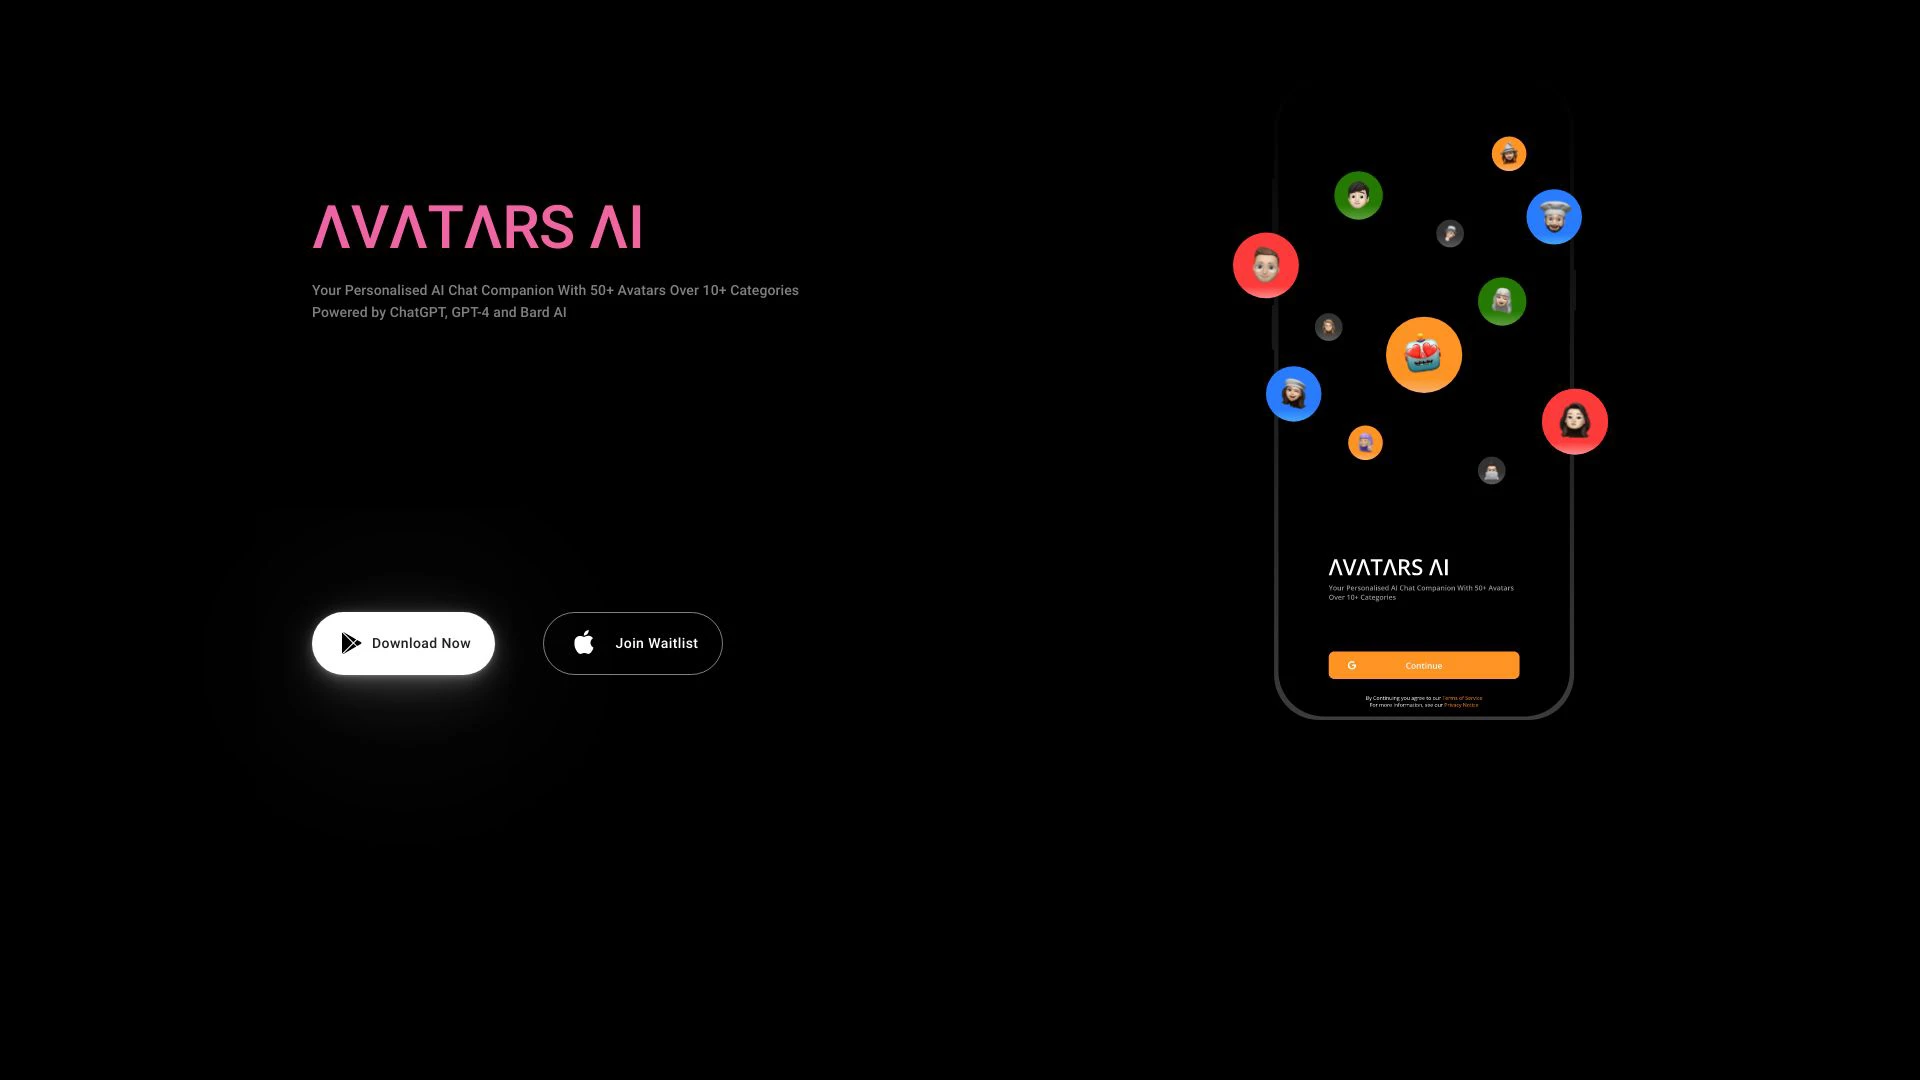 AVATARS AI
Your Personalised AI Chat Companion With 50+ Avatars Over 10+ Categories
Powered by ChatGPT, GPT-4 and Bard AI
Download Now
Join Waitlist
AVATARS AI
Your Personalised AI Chat Companion With 50+ Avatars
Over 10+ Categories
G Continue
By Continuing you agree to our Terms of Service
For more information, see our Privacy Notice